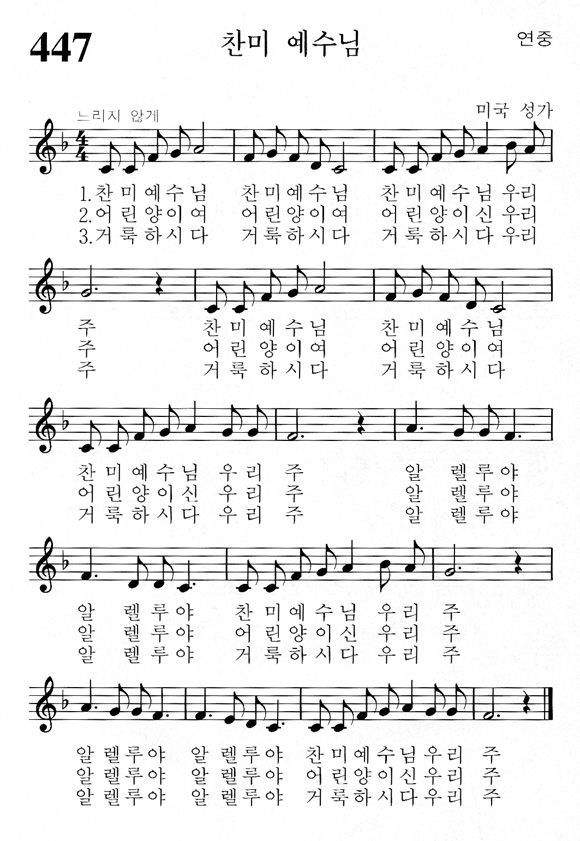 447 찬미 예수님 연중
느리지 않게 미국 성가
1.찬미예수님 찬미예수님 찬미예수님 우리
2.어린양이여 어린양이여 어린양이신 우리
3.거룩하시다 거룩하시다 거룩하시다 우리
주 찬미예수님 찬미예수님
주 어린양이여 어린양이여
주 거룩하시다 거룩하시다
찬미예수님 우리 주 알 렐루야
어린양이신 우리 주 알 렐루야
거룩하시다 우리 주 알 렐루야
알 렐루야 찬미예수님 우리 주
알 렐루야 어린양이신 우리 주
알 렐루야 거룩하시다 우리 주
알 렐루야 알 렐루야 찬미예수님우리 주
알 렐루야 알 렐루야 어린양이신우리 주
알 렐루야 알 렐루야 거룩하시다우리 주